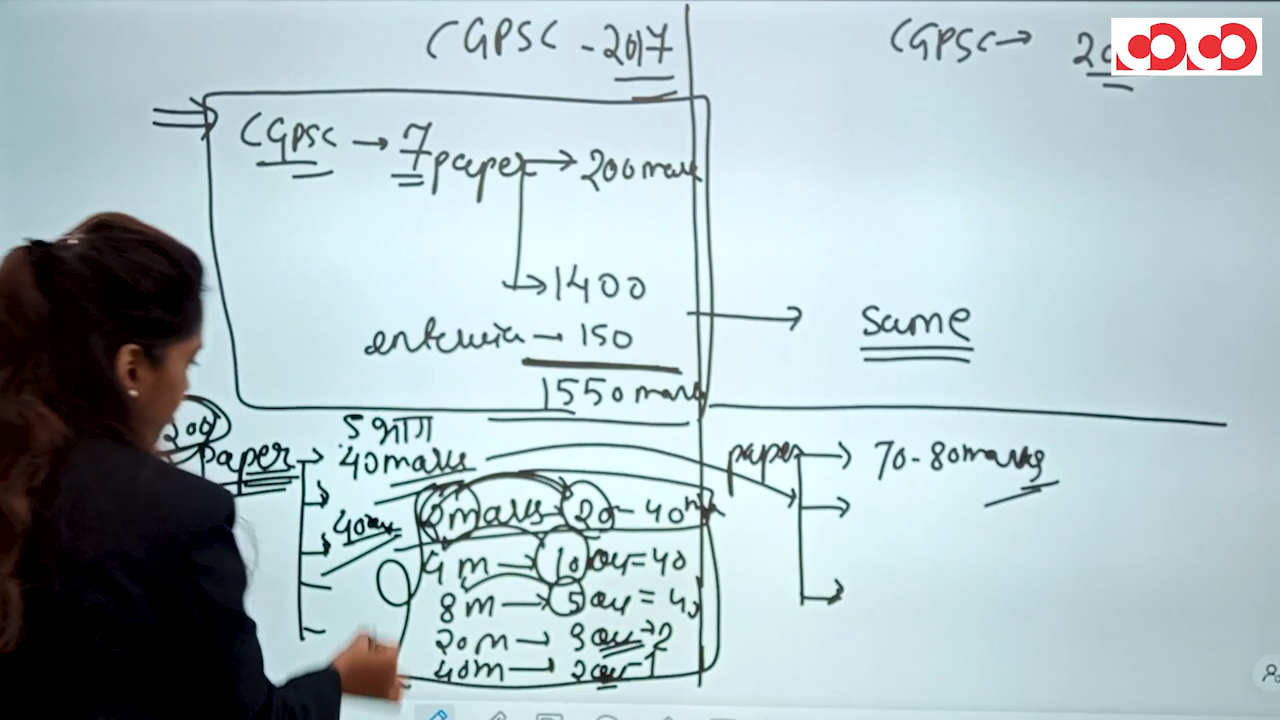 CGPSC - 2017
CGPSC → 20
CGPSC → 7 paper → 200 mark
→ 1400
→ 150
1550 marks
→ same
200
paper → 5 भाग
40 marks
40
2 marks - 20 - 40
4 m → 10 qu = 40
8 m → 5 qu = 40
20 m → 3 qu → 2
40 m → 2 qu - 1
paper → 70 - 80 marks